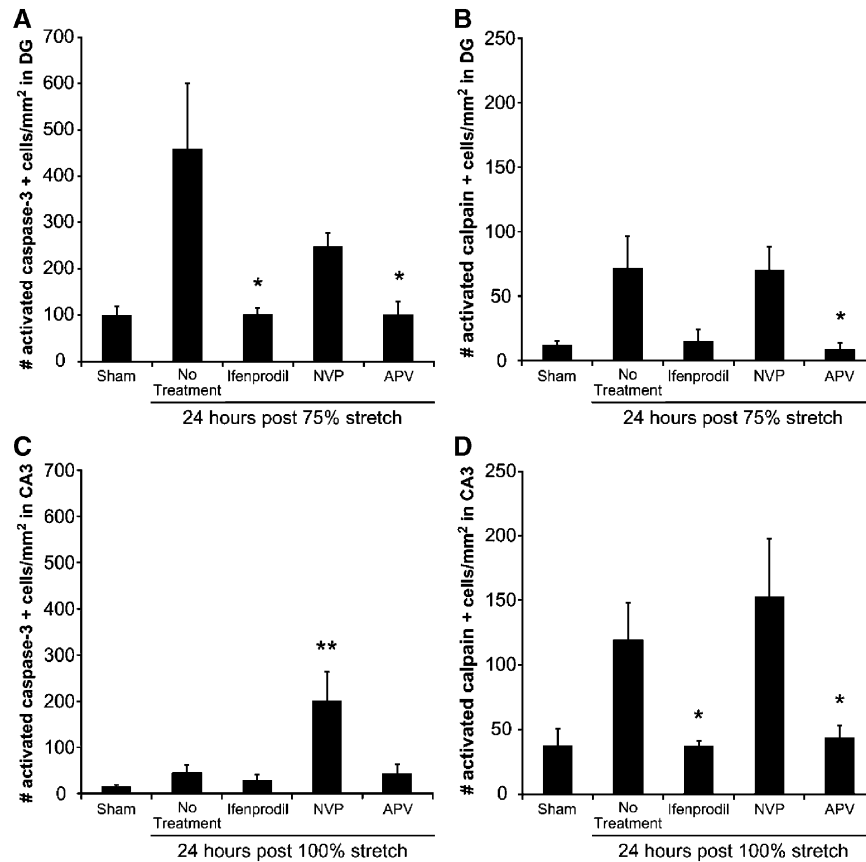 A
# activated caspase-3 + cells/mm² in DG
700
600
500
400
300
200
100
0
*
*
Sham
No
Treatment
Ifenprodil
NVP
APV
24 hours post 75% stretch
B
# activated calpain + cells/mm² in DG
250
200
150
100
50
0
*
Sham
No
Treatment
Ifenprodil
NVP
APV
24 hours post 75% stretch
C
# activated caspase-3 + cells/mm² in CA3
700
600
500
400
300
200
100
0
**
Sham
No
Treatment
Ifenprodil
NVP
APV
24 hours post 100% stretch
D
# activated calpain + cells/mm² in CA3
250
200
150
100
50
0
*
*
Sham
No
Treatment
Ifenprodil
NVP
APV
24 hours post 100% stretch